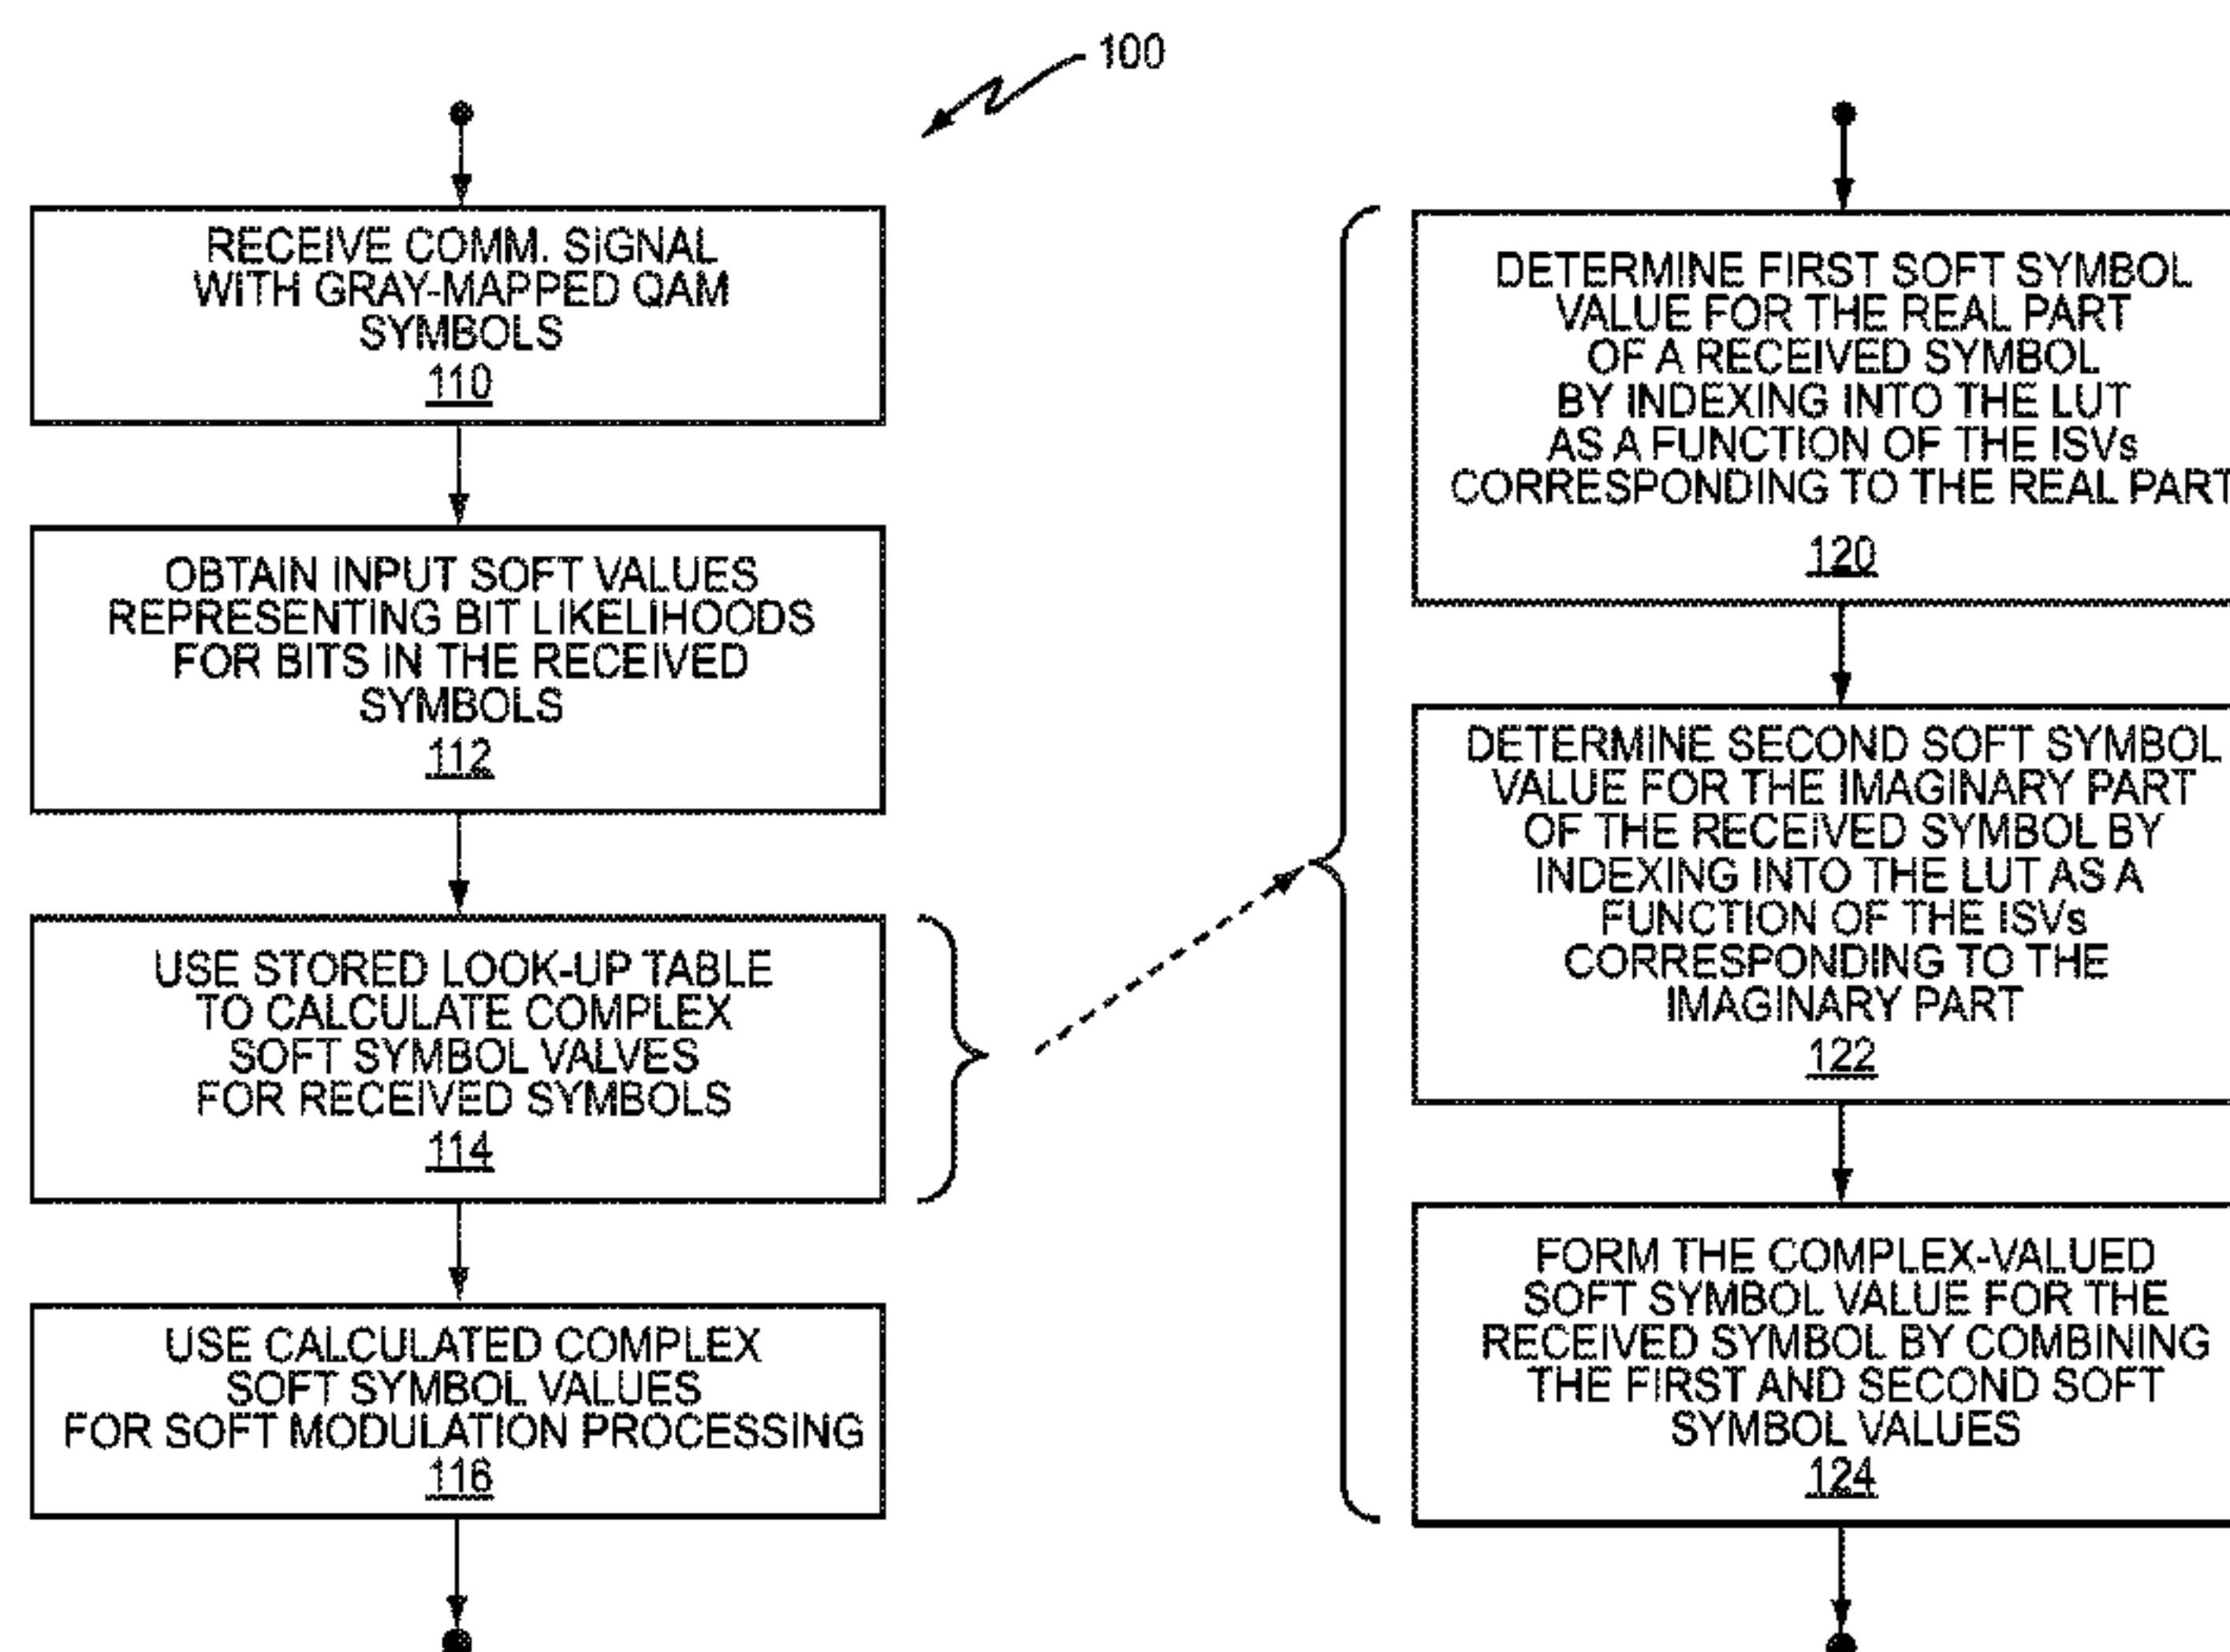 100
RECEIVE COMM. SIGNAL
WITH GRAY-MAPPED QAM
SYMBOLS
110
OBTAIN INPUT SOFT VALUES
REPRESENTING BIT LIKELIHOODS
FOR BITS IN THE RECEIVED
SYMBOLS
112
USE STORED LOOK-UP TABLE
TO CALCULATE COMPLEX
SOFT SYMBOL VALVES
FOR RECEIVED SYMBOLS
114
USE CALCULATED COMPLEX
SOFT SYMBOL VALUES
FOR SOFT MODULATION PROCESSING
116
DETERMINE FIRST SOFT SYMBOL
VALUE FOR THE REAL PART
OF A RECEIVED SYMBOL
BY INDEXING INTO THE LUT
AS A FUNCTION OF THE ISVs
CORRESPONDING TO THE REAL PART
120
DETERMINE SECOND SOFT SYMBOL
VALUE FOR THE IMAGINARY PART
OF THE RECEIVED SYMBOL BY
INDEXING INTO THE LUT AS A
FUNCTION OF THE ISVs
CORRESPONDING TO THE
IMAGINARY PART
122
FORM THE COMPLEX-VALUED
SOFT SYMBOL VALUE FOR THE
RECEIVED SYMBOL BY COMBINING
THE FIRST AND SECOND SOFT
SYMBOL VALUES
124